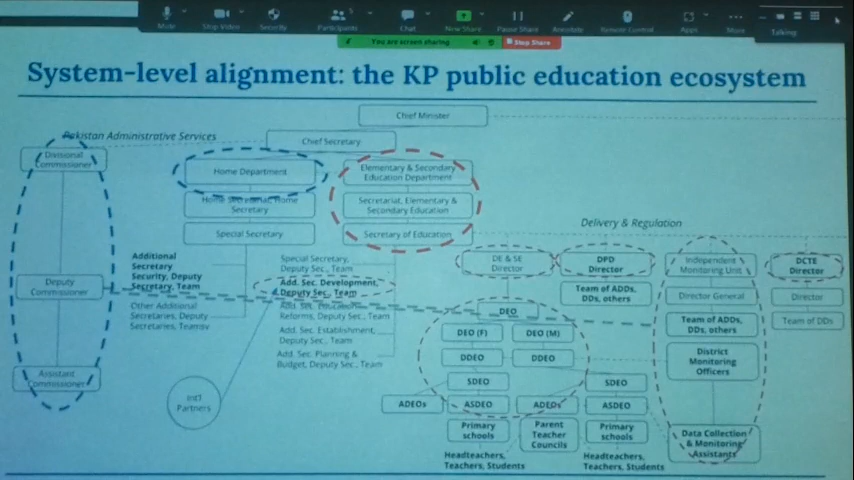 Mute
Stop Video
Security
Participants
Chat
New Share
Pause Share
Annotate
Remote Control
Apps
More
You are screen sharing
Stop Share
Talking:
System-level alignment: the KP public education ecosystem
Chief Minister
Pakistan Administrative Services
Chief Secretary
Divisional
Commissioner
Home Department
Elementary & Secondary
Education Department
Home Secretariat, Home
Secretary
Secretariat, Elementary &
Secondary Education
Special Secretary
Secretary of Education
Delivery & Regulation
Additional
Secretary
Security, Deputy
Secretary, Team
Special Secretary,
Deputy Sec., Team
DE & SE
Director
DPD
Director
Independent
Monitoring Unit
DCTE
Director
Deputy
Commissioner
Add. Sec. Development,
Deputy Sec., Team
Team of ADDs,
DDs, others
Director General
Director
Other Additional
Secretaries, Deputy
Secretaries, Teamsv
Add. Sec. Education
Reforms, Deputy Sec., Team
DEO
Team of ADDs,
DDs, others
Team of DDs
Add. Sec. Establishment,
Deputy Sec., Team
DEO (F)
DEO (M)
Add. Sec. Planning &
Budget, Deputy Sec., Team
DDEO
DDEO
District
Monitoring
Officers
Assistant
Commissioner
SDEO
SDEO
Int'l
Partners
ADEOs
ASDEO
ADEOs
ASDEO
Primary
schools
Parent
Teacher
Councils
Primary
schools
Data Collection
& Monitoring
Assistants
Headteachers,
Teachers, Students
Headteachers,
Teachers, Students